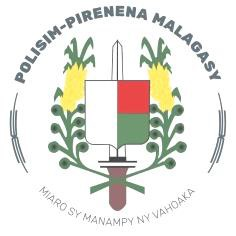 POLISIM-PIRENENA MALAGASY
MIARO SY MANAMPY NY VAHOAKA